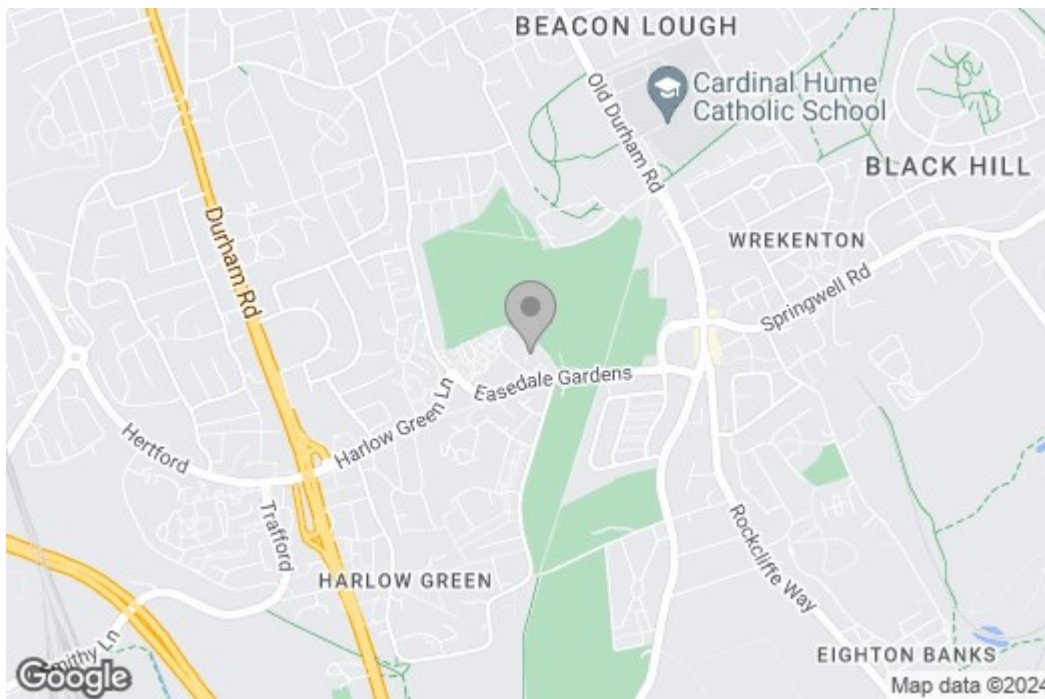 BEACON LOUGH
Old Durham Rd
Cardinal Hume
Catholic School
BLACK HILL
Durham Rd
WREKENTON
Springwell Rd
Easedale Gardens
Harlow Green Ln
Hertford
Trafford
HARLOW GREEN
Rockcliffe Way
Smithy Ln
EIGHTON BANKS
Google
Map data ©2024